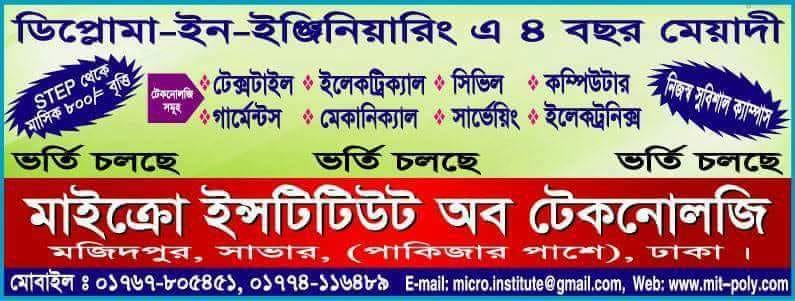 ডিপ্লোমা-ইন-ইঞ্জিনিয়ারিং এ ৪ বছর মেয়াদী
STEP থেকে
মাসিক ৮০০/= বৃত্তি
টেকনোলজি
সমূহ
টেক্সটাইল ইলেকট্রিক্যাল সিভিল কম্পিউটার
গার্মেন্টস মেকানিক্যাল সার্ভেয়িং ইলেকট্রনিক্স
নিজস্ব সুবিশাল ক্যাম্পাস
ভর্তি চলছে ভর্তি চলছে ভর্তি চলছে
মাইক্রো ইন্সটিটিউট অব টেকনোলজি
মজিদপুর, সাভার, (পাকিজার পাশে), ঢাকা ।
মোবাইল ঃ ০১৭৬৭-৮০৫৪৫১, ০১৭৭৪-১১৬৪৮৯ E-mail: micro.institute@gmail.com, Web: www.mit-poly.com